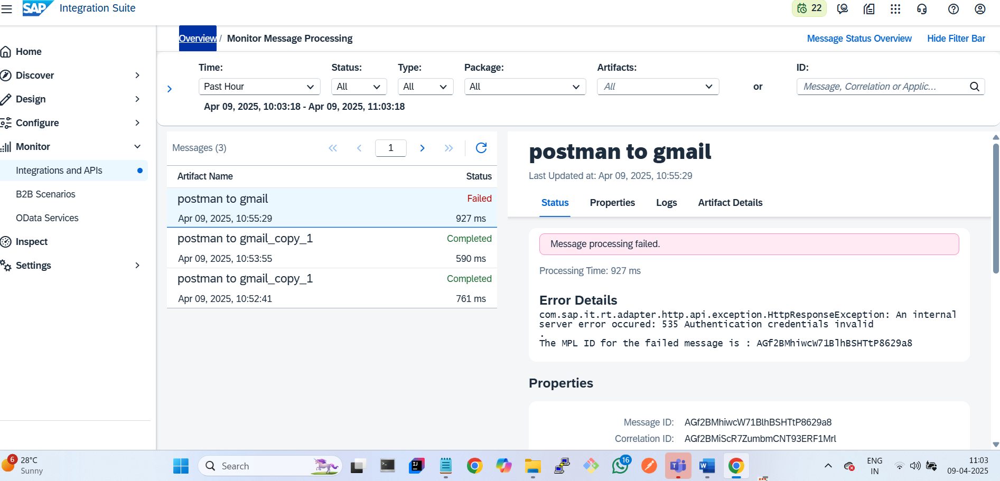 SAP Integration Suite
22
Overview / Monitor Message Processing
Message Status Overview
Hide Filter Bar
Home
Discover
Design
Configure
Monitor
Integrations and APIs
B2B Scenarios
OData Services
Inspect
Settings
Time:
Status:
Type:
Package:
Artifacts:
ID:
Past Hour
All
All
All
All
or
Message, Correlation or Applic...
Apr 09, 2025, 10:03:18 - Apr 09, 2025, 11:03:18
Messages (3)
1
Artifact Name
Status
postman to gmail
Failed
Apr 09, 2025, 10:55:29
927 ms
postman to gmail_copy_1
Completed
Apr 09, 2025, 10:53:55
590 ms
postman to gmail_copy_1
Completed
Apr 09, 2025, 10:52:41
761 ms
postman to gmail
Last Updated at: Apr 09, 2025, 10:55:29
Status
Properties
Logs
Artifact Details
Message processing failed.
Processing Time: 927 ms
Error Details
com.sap.it.rt.adapter.http.api.exception.HttpResponseException: An internal
server error occured: 535 Authentication credentials invalid
.
The MPL ID for the failed message is : AGf2BMhiwcW71BlhBSHTtP8629a8
Properties
Message ID: AGf2BMhiwcW71BlhBSHTtP8629a8
Correlation ID: AGf2BMiScR7ZumbmCNT93ERF1Mrl
6
28°C
Sunny
Search
IJ
16
T
W
ENG
IN
11:03
09-04-2025